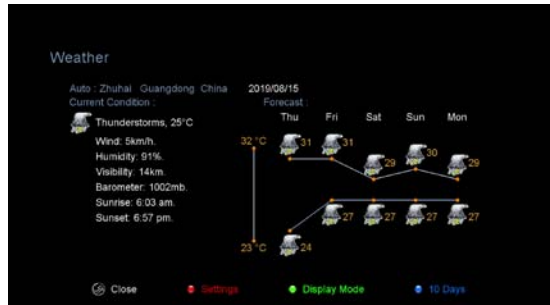 Weather
Auto : Zhuhai Guangdong China 2019/08/15
Current Condition : Forecast :
Thu Fri Sat Sun Mon
Thunderstorms, 25°C
Wind: 5km/h.
32 °C 31 31 29 30 29
Humidity: 91%.
Visibility: 14km.
Barometer: 1002mb.
Sunrise: 6:03 am.
Sunset: 6:57 pm.
27 27 27 27
23 °C 24
Close Settings Display Mode 10 Days